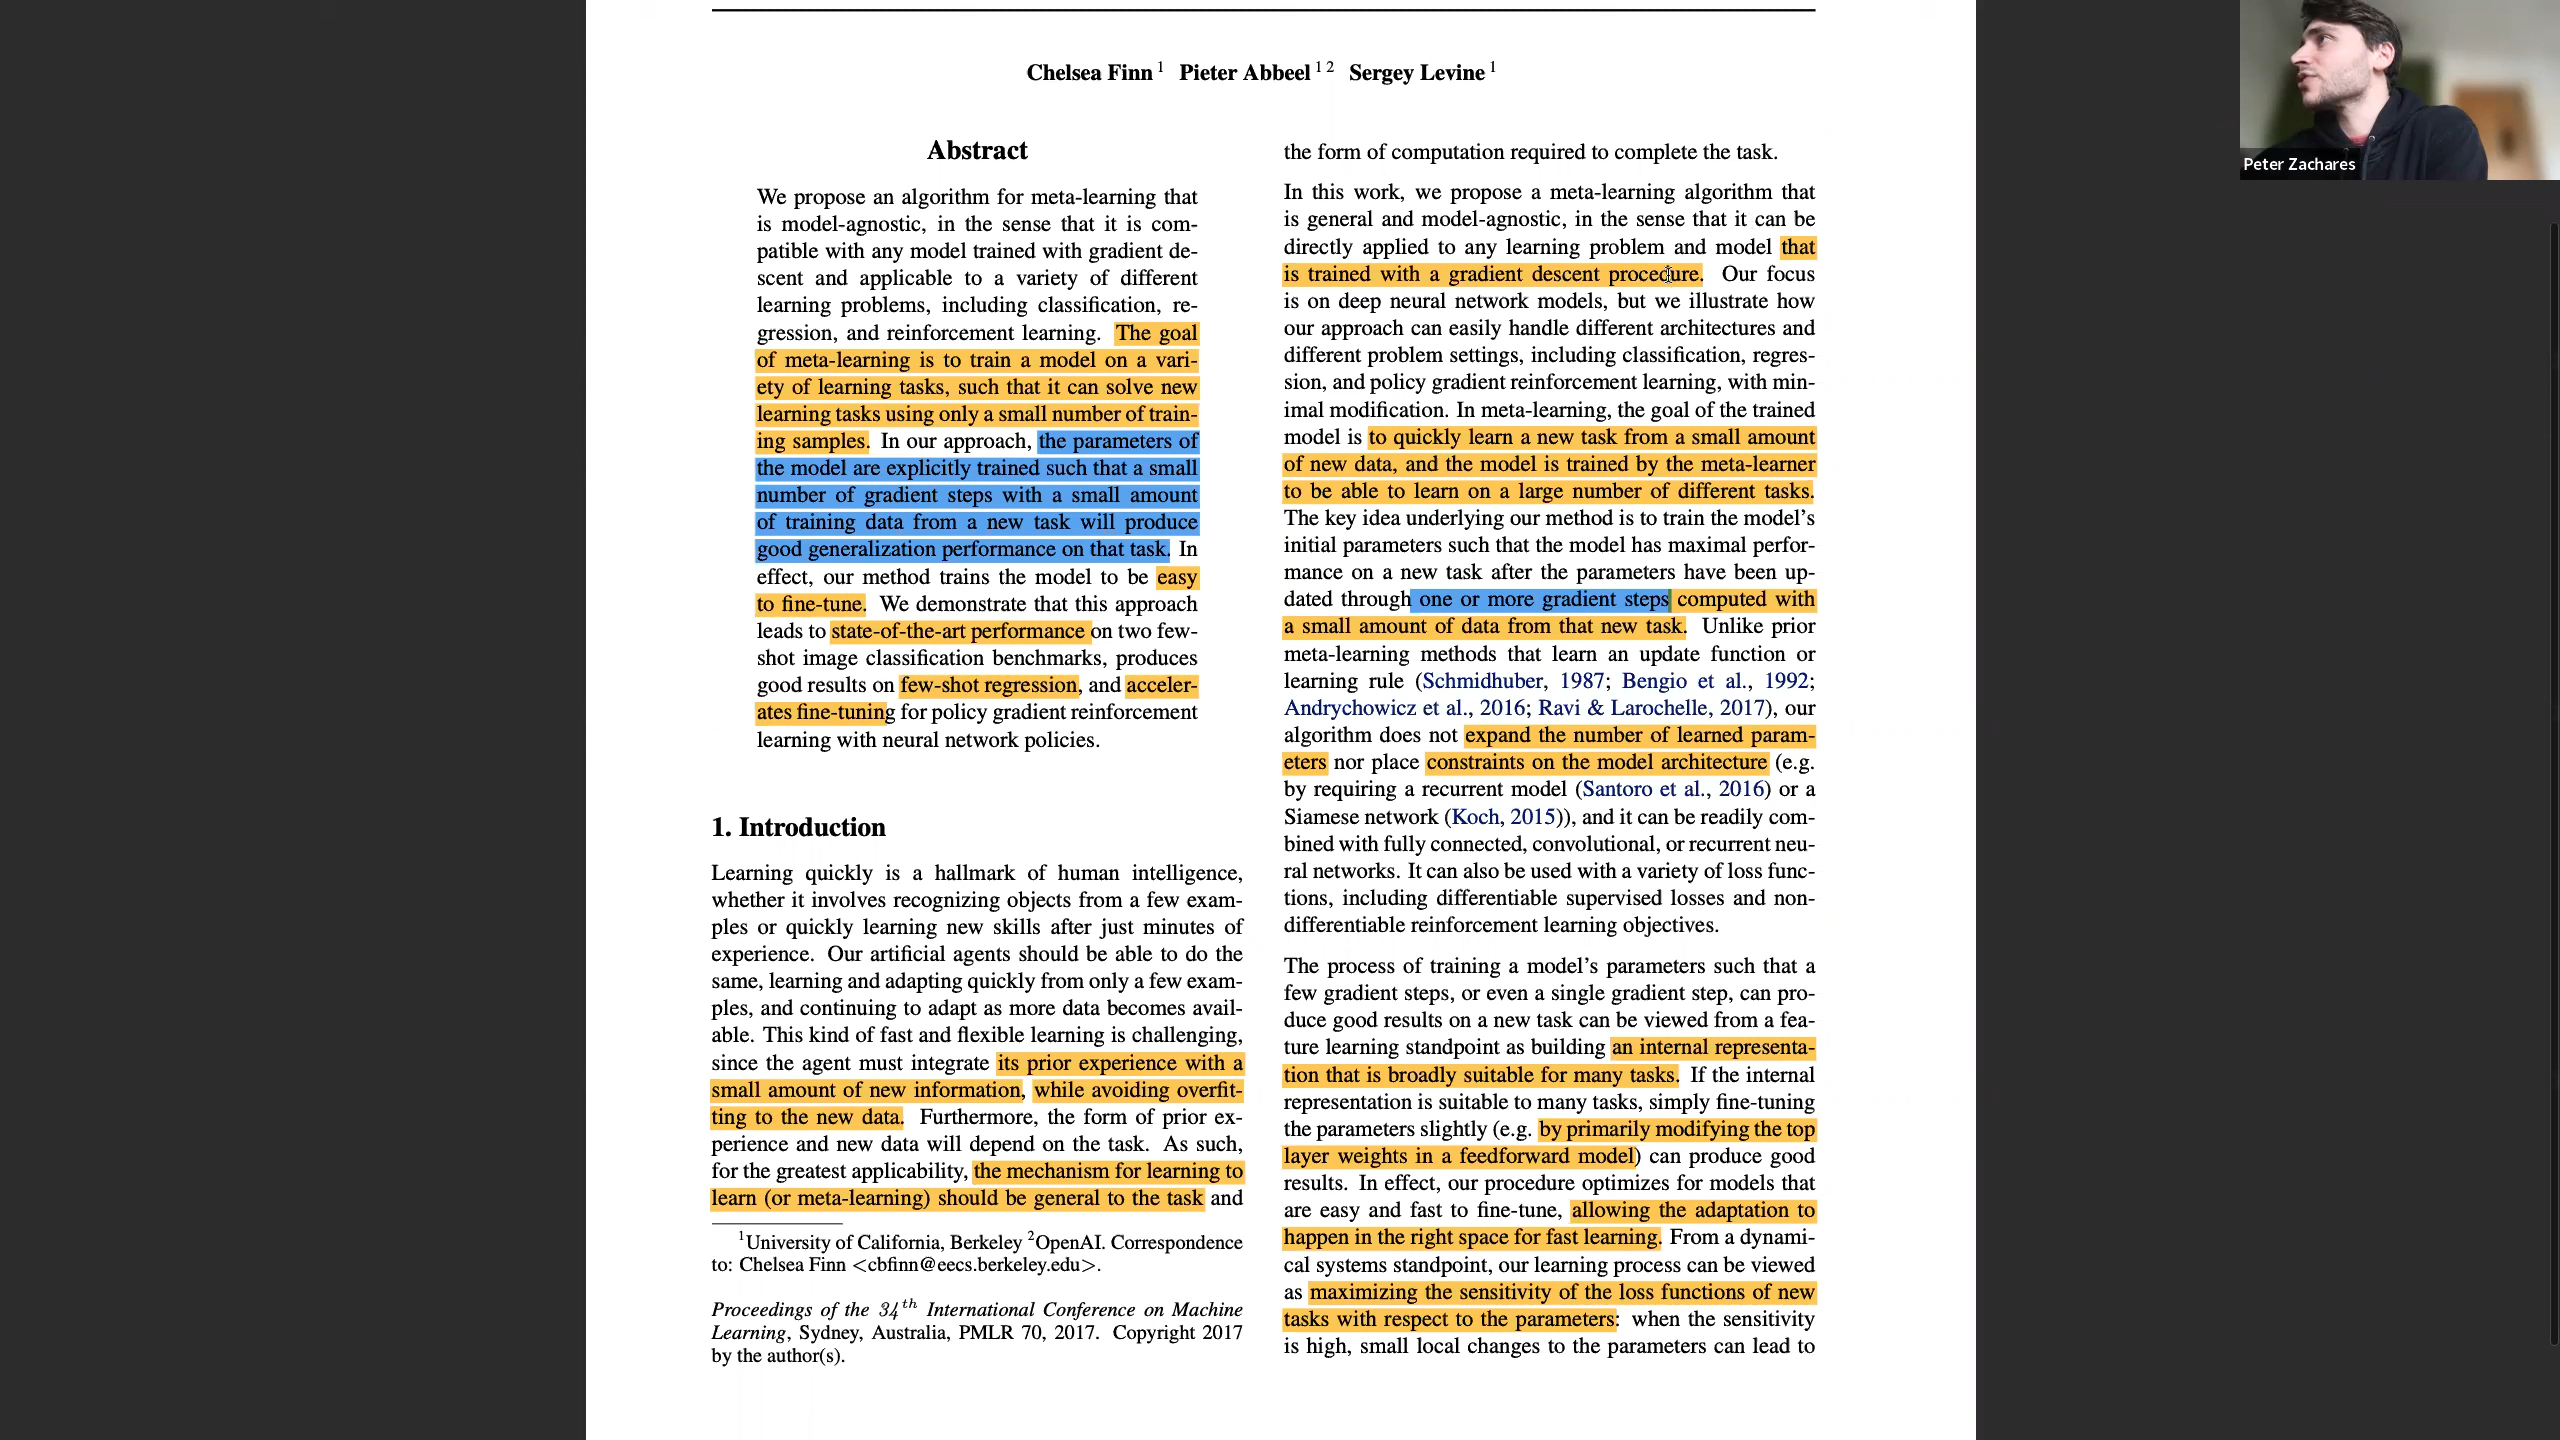 Chelsea Finn 1 Pieter Abbeel 1 2 Sergey Levine 1
Abstract
We propose an algorithm for meta-learning that
is model-agnostic, in the sense that it is com-
patible with any model trained with gradient de-
scent and applicable to a variety of different
learning problems, including classification, re-
gression, and reinforcement learning. The goal
of meta-learning is to train a model on a vari-
ety of learning tasks, such that it can solve new
learning tasks using only a small number of train-
ing samples. In our approach, the parameters of
the model are explicitly trained such that a small
number of gradient steps with a small amount
of training data from a new task will produce
good generalization performance on that task. In
effect, our method trains the model to be easy
to fine-tune. We demonstrate that this approach
leads to state-of-the-art performance on two few-
shot image classification benchmarks, produces
good results on few-shot regression, and acceler-
ates fine-tuning for policy gradient reinforcement
learning with neural network policies.
1. Introduction
Learning quickly is a hallmark of human intelligence,
whether it involves recognizing objects from a few exam-
ples or quickly learning new skills after just minutes of
experience. Our artificial agents should be able to do the
same, learning and adapting quickly from only a few exam-
ples, and continuing to adapt as more data becomes avail-
able. This kind of fast and flexible learning is challenging,
since the agent must integrate its prior experience with a
small amount of new information, while avoiding overfit-
ting to the new data. Furthermore, the form of prior ex-
perience and new data will depend on the task. As such,
for the greatest applicability, the mechanism for learning to
learn (or meta-learning) should be general to the task and
1University of California, Berkeley 2OpenAI. Correspondence
to: Chelsea Finn <cbfinn@eecs.berkeley.edu>.
Proceedings of the 34th International Conference on Machine
Learning, Sydney, Australia, PMLR 70, 2017. Copyright 2017
by the author(s).
the form of computation required to complete the task.
In this work, we propose a meta-learning algorithm that
is general and model-agnostic, in the sense that it can be
directly applied to any learning problem and model that
is trained with a gradient descent procedure. Our focus
is on deep neural network models, but we illustrate how
our approach can easily handle different architectures and
different problem settings, including classification, regres-
sion, and policy gradient reinforcement learning, with min-
imal modification. In meta-learning, the goal of the trained
model is to quickly learn a new task from a small amount
of new data, and the model is trained by the meta-learner
to be able to learn on a large number of different tasks.
The key idea underlying our method is to train the model's
initial parameters such that the model has maximal perfor-
mance on a new task after the parameters have been up-
dated through one or more gradient steps computed with
a small amount of data from that new task. Unlike prior
meta-learning methods that learn an update function or
learning rule (Schmidhuber, 1987; Bengio et al., 1992;
Andrychowicz et al., 2016; Ravi & Larochelle, 2017), our
algorithm does not expand the number of learned param-
eters nor place constraints on the model architecture (e.g.
by requiring a recurrent model (Santoro et al., 2016) or a
Siamese network (Koch, 2015)), and it can be readily com-
bined with fully connected, convolutional, or recurrent neu-
ral networks. It can also be used with a variety of loss func-
tions, including differentiable supervised losses and non-
differentiable reinforcement learning objectives.
The process of training a model's parameters such that a
few gradient steps, or even a single gradient step, can pro-
duce good results on a new task can be viewed from a fea-
ture learning standpoint as building an internal representa-
tion that is broadly suitable for many tasks. If the internal
representation is suitable to many tasks, simply fine-tuning
the parameters slightly (e.g. by primarily modifying the top
layer weights in a feedforward model) can produce good
results. In effect, our procedure optimizes for models that
are easy and fast to fine-tune, allowing the adaptation to
happen in the right space for fast learning. From a dynami-
cal systems standpoint, our learning process can be viewed
as maximizing the sensitivity of the loss functions of new
tasks with respect to the parameters: when the sensitivity
is high, small local changes to the parameters can lead to
Peter Zachares